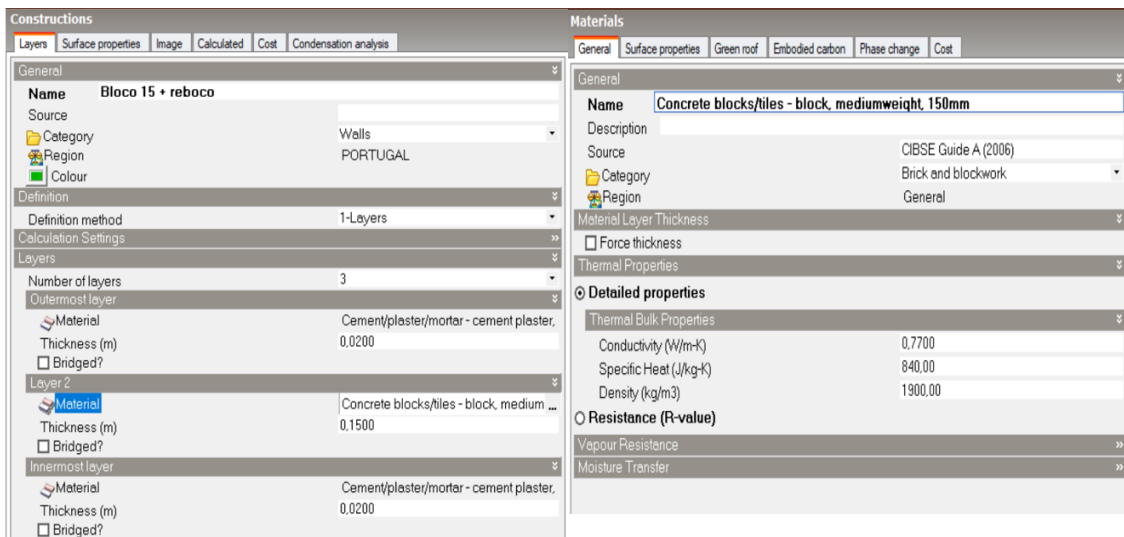 Constructions
Layers Surface properties Image Calculated Cost Condensation analysis
General
Name Bloco 15 + reboco
Source
Category Walls
Region PORTUGAL
Colour
Definition
Definition method 1-Layers
Calculation Settings
Layers
Number of layers 3
Outermost layer
Material Cement/plaster/mortar - cement plaster,
Thickness (m) 0,0200
Bridged?
Layer 2
Material Concrete blocks/tiles - block, medium ...
Thickness (m) 0,1500
Bridged?
Innermost layer
Material Cement/plaster/mortar - cement plaster,
Thickness (m) 0,0200
Bridged?
Materials
General Surface properties Green roof Embodied carbon Phase change Cost
General
Name Concrete blocks/tiles - block, mediumweight, 150mm
Description
Source CIBSE Guide A (2006)
Category Brick and blockwork
Region General
Material Layer Thickness
Force thickness
Thermal Properties
Detailed properties
Thermal Bulk Properties
Conductivity (W/m-K) 0,7700
Specific Heat (J/kg-K) 840,00
Density (kg/m3) 1900,00
Resistance (R-value)
Vapour Resistance
Moisture Transfer